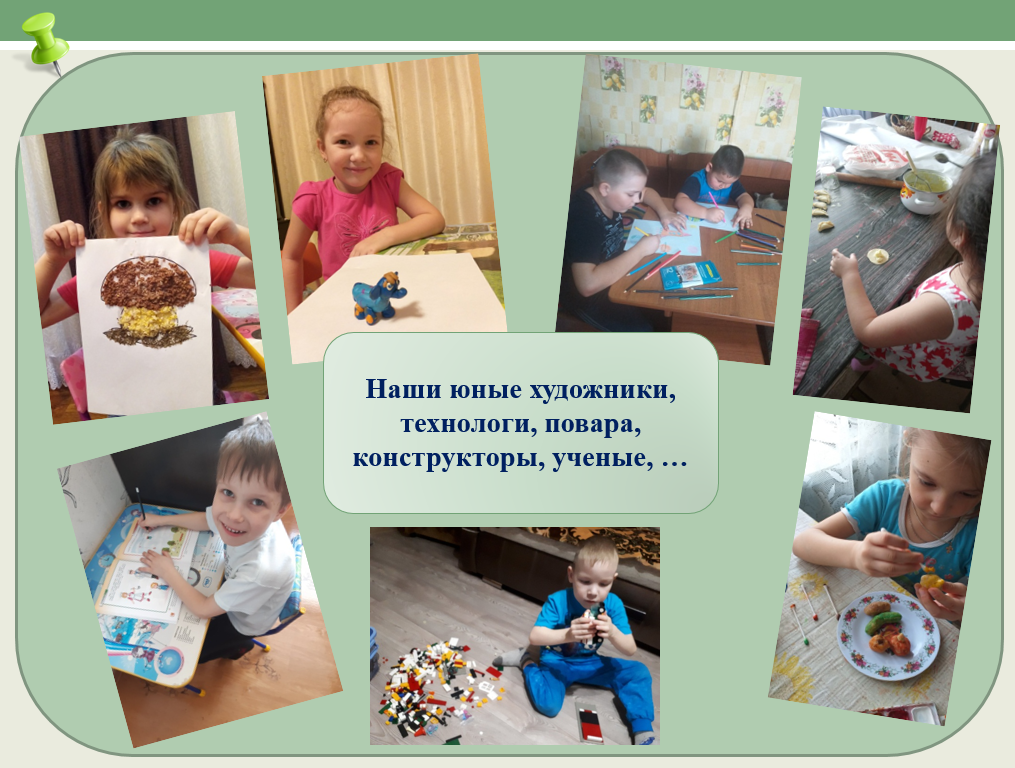 Наши юные художники,
технологи, повара,
конструкторы, ученые, …